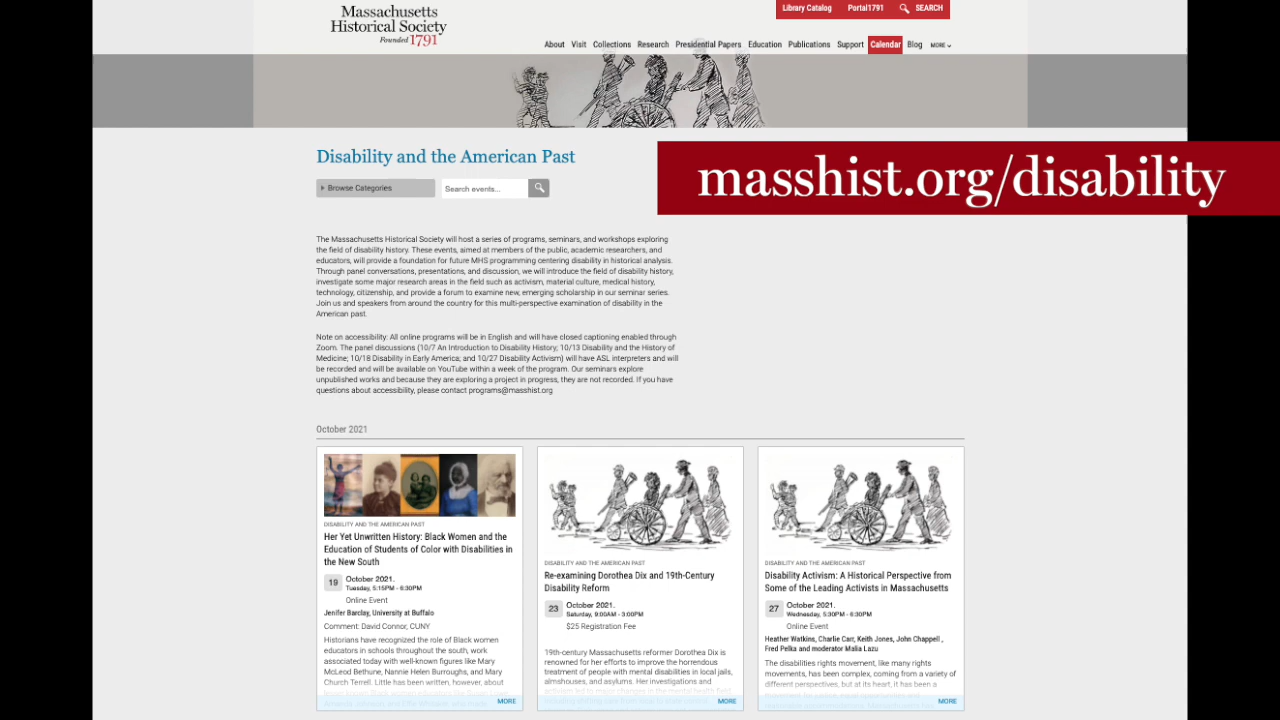 Massachusetts
Historical Society
Founded 1791
Library Catalog Portal1791 SEARCH
About Visit Collections Research Presidential Papers Education Publications Support Calendar Blog MORE
Disability and the American Past
masshist.org/disability
Browse Categories Search events...
The Massachusetts Historical Society will host a series of programs, seminars, and workshops exploring
the field of disability history. These events, aimed at members of the public, academic researchers, and
educators, will provide a foundation for future MHS programming centering disability in historical analysis.
Through panel conversations, presentations, and discussion, we will introduce the field of disability history,
investigate some major research areas in the field such as activism, material culture, medical history,
technology, citizenship, and provide a forum to examine new, emerging scholarship in our seminar series.
Join us and speakers from around the country for this multi-perspective examination of disability in the
American past.
Note on accessibility: All online programs will be in English and will have closed captioning enabled through
Zoom. The panel discussions (10/7 An Introduction to Disability History; 10/13 Disability and the History of
Medicine; 10/18 Disability in Early America; and 10/27 Disability Activism) will have ASL interpreters and will
be recorded and will be available on YouTube within a week of the program. Our seminars explore
unpublished works and because they are exploring a project in progress, they are not recorded. If you have
questions about accessibility, please contact programs@masshist.org
October 2021
DISABILITY AND THE AMERICAN PAST
Her Yet Unwritten History: Black Women and the
Education of Students of Color with Disabilities in
the New South
19 October 2021.
Tuesday, 5:15PM - 6:30PM
Online Event
Jenifer Barclay, University at Buffalo
Comment: David Connor, CUNY
Historians have recognized the role of Black women
educators in schools throughout the south, work
associated today with well-known figures like Mary
McLeod Bethune, Nannie Helen Burroughs, and Mary
Church Terrell. Little has been written, however, about
MORE
DISABILITY AND THE AMERICAN PAST
Re-examining Dorothea Dix and 19th-Century
Disability Reform
23 October 2021.
Saturday, 9:00AM - 3:00PM
$25 Registration Fee
19th-century Massachusetts reformer Dorothea Dix is
renowned for her efforts to improve the horrendous
treatment of people with mental disabilities in local jails,
almshouses, and asylums. Her investigations and
activism led to major changes in the mental health field,
MORE
DISABILITY AND THE AMERICAN PAST
Disability Activism: A Historical Perspective from
Some of the Leading Activists in Massachusetts
27 October 2021.
Wednesday, 5:30PM - 6:30PM
Online Event
Heather Watkins, Charlie Carr, Keith Jones, John Chappell ,
Fred Pelka and moderator Malia Lazu
The disabilities rights movement, like many rights
movements, has been complex, coming from a variety of
different perspectives, but at its heart, it has been a
MORE